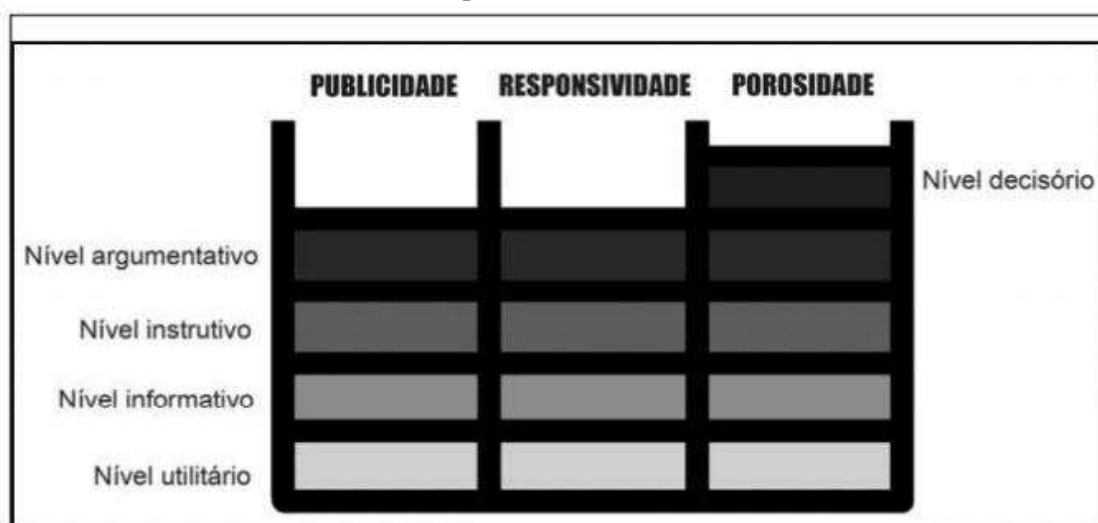 PUBLICIDADE RESPONSIVIDADE POROSIDADE
Nível decisório
Nível argumentativo
Nível instrutivo
Nível informativo
Nível utilitário